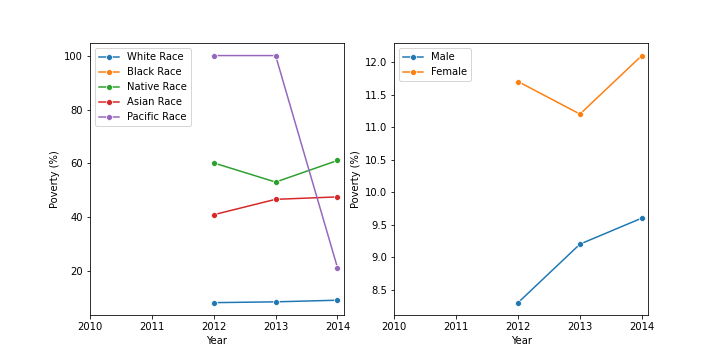 White Race
Black Race
Native Race
Asian Race
Pacific Race
100
80
60
40
20
Poverty (%)
2010 2011 2012 2013 2014
Year
Male
Female
12.0
11.5
11.0
10.5
10.0
9.5
9.0
8.5
Poverty (%)
2010 2011 2012 2013 2014
Year